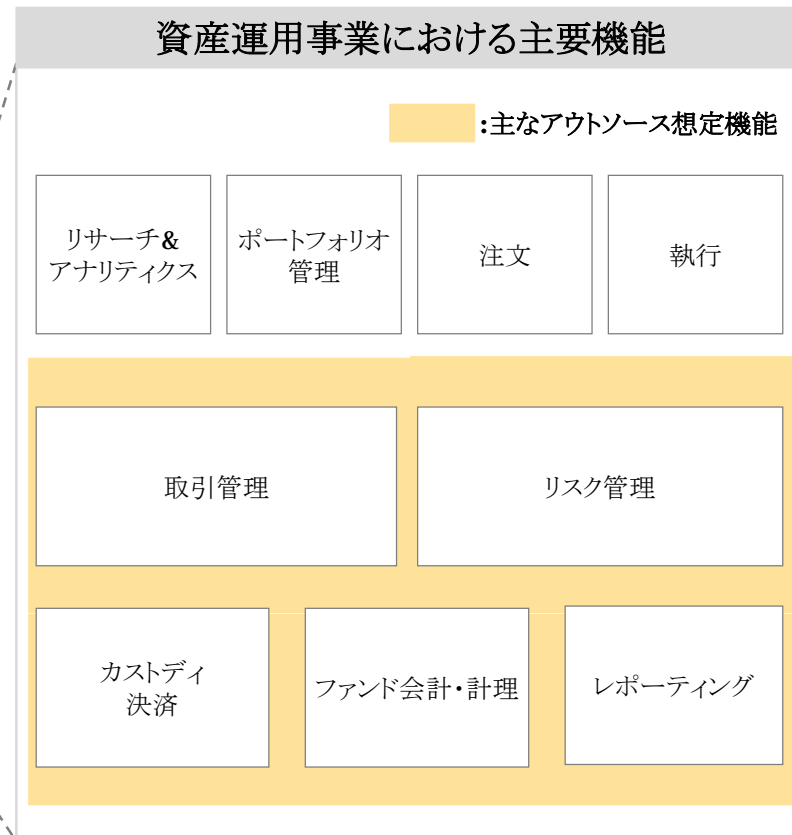 資産運用事業における主要機能
:主なアウトソース想定機能
リサーチ&
アナリティクス
ポートフォリオ
管理
注文
執行
取引管理
リスク管理
カストディ
決済
ファンド会計・計理
レポーティング